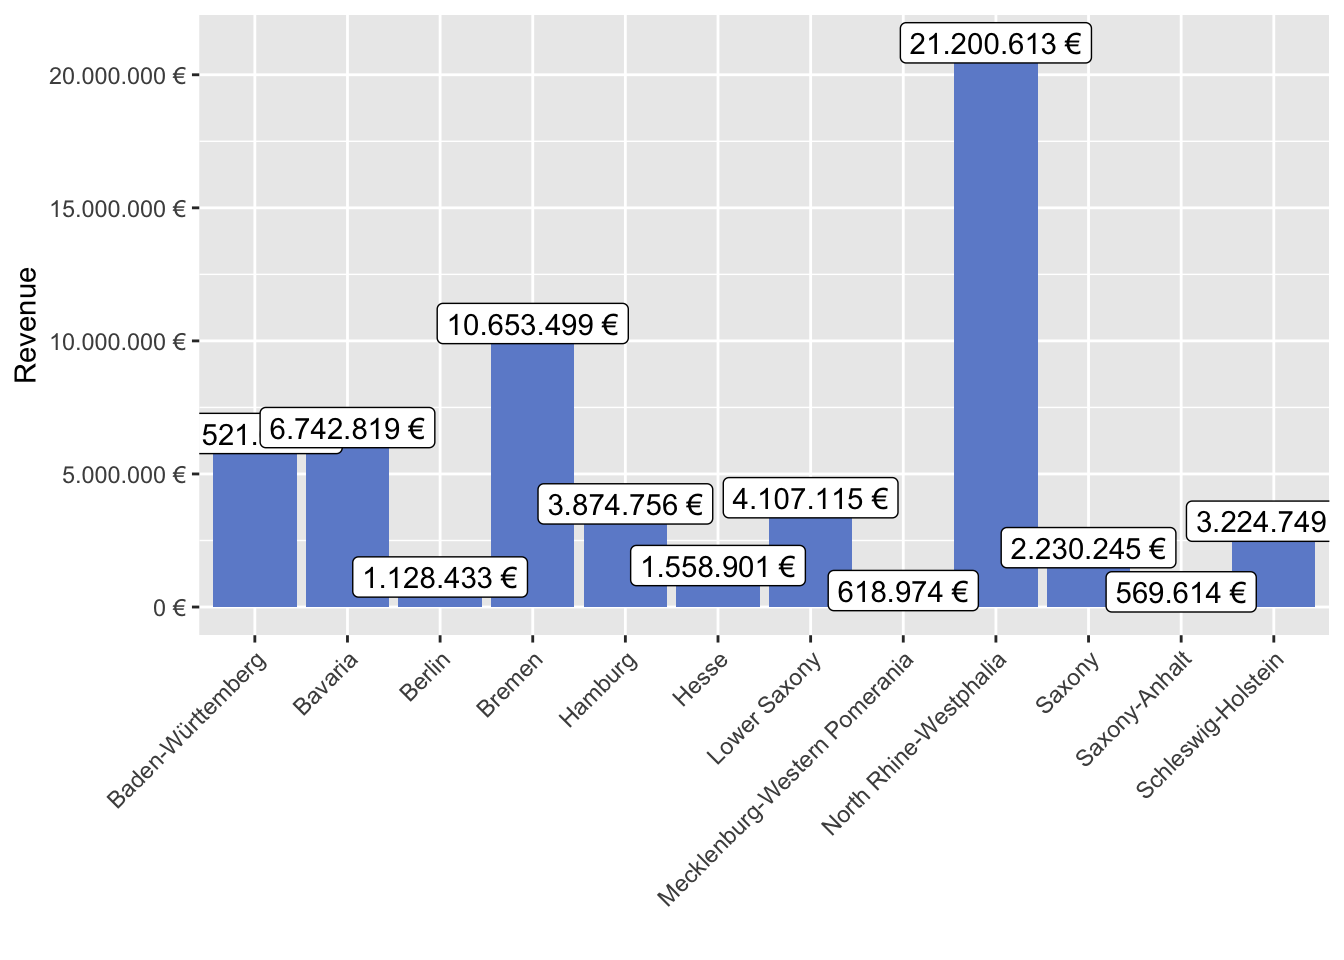 Revenue
20.000.000 €
15.000.000 €
10.000.000 €
5.000.000 €
0 €
521.
6.742.819 €
1.128.433 €
10.653.499 €
3.874.756 €
1.558.901 €
4.107.115 €
618.974 €
21.200.613 €
2.230.245 €
569.614 €
3.224.749
Baden-Württemberg
Bavaria
Berlin
Bremen
Hamburg
Hesse
Lower Saxony
Mecklenburg-Western Pomerania
North Rhine-Westphalia
Saxony
Saxony-Anhalt
Schleswig-Holstein